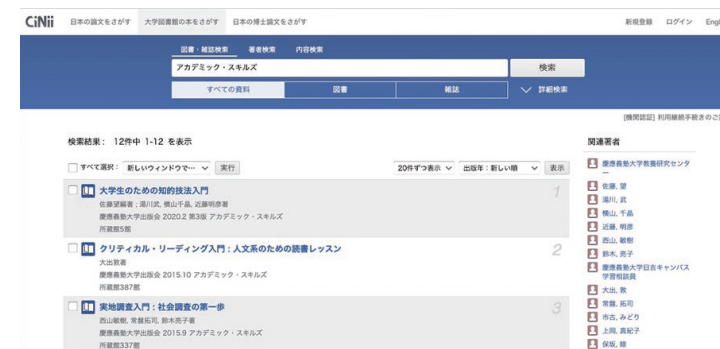 CiNii 日本の論文をさがす 大学図書館の本をさがす 日本の博士論文をさがす 新規登録 ログイン Engl
図書・雑誌検索 著者検索 内容検索
アカデミック・スキルズ 検索
すべての資料 図書 雑誌 詳細検索
[機関認証] 利用継続手続きのご
検索結果: 12件中 1-12 を表示
すべて選択: 新しいウィンドウで… 実行 20件ずつ表示 出版年:新しい順 表示
大学生のための知的技法入門 1
佐藤望編著 ; 湯川武, 横山千晶, 近藤明彦著
慶應義塾大学出版会 2020.2 第3版 アカデミック・スキルズ
所蔵館5館
クリティカル・リーディング入門 : 人文系のための読書レッスン 2
大出敦著
慶應義塾大学出版会 2015.10 アカデミック・スキルズ
所蔵館387館
実地調査入門 : 社会調査の第一歩 3
西山敏樹, 常盤拓司, 鈴木亮子著
慶應義塾大学出版会 2015.9 アカデミック・スキルズ
所蔵館337館
関連著者
慶應義塾大学教養研究センター
佐藤, 望
湯川, 武
横山, 千晶
近藤, 明彦
西山, 敏樹
鈴木, 亮子
慶應義塾大学日吉キャンパス
学習相談員
大出, 敦
常盤, 拓司
市古, みどり
上岡, 真紀子
保坂, 睦